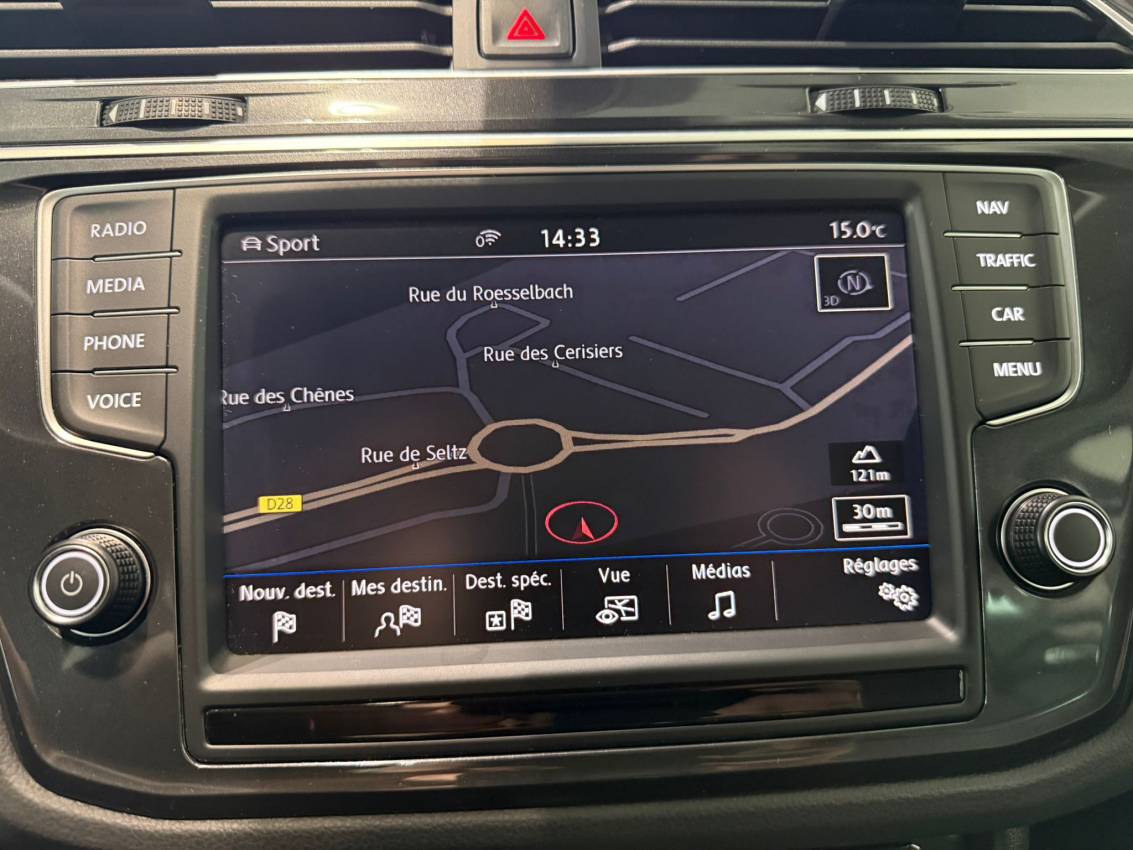 RADIO
MEDIA
PHONE
VOICE
Sport
14:33
15.0°C
Rue du Roesselbach
N
3D
Rue des Cerisiers
Rue des Chênes
Rue de Seltz
D28
121m
30m
Nouv. dest.
Mes destin.
Dest. spéc.
Vue
Médias
Réglages
NAV
TRAFFIC
CAR
MENU